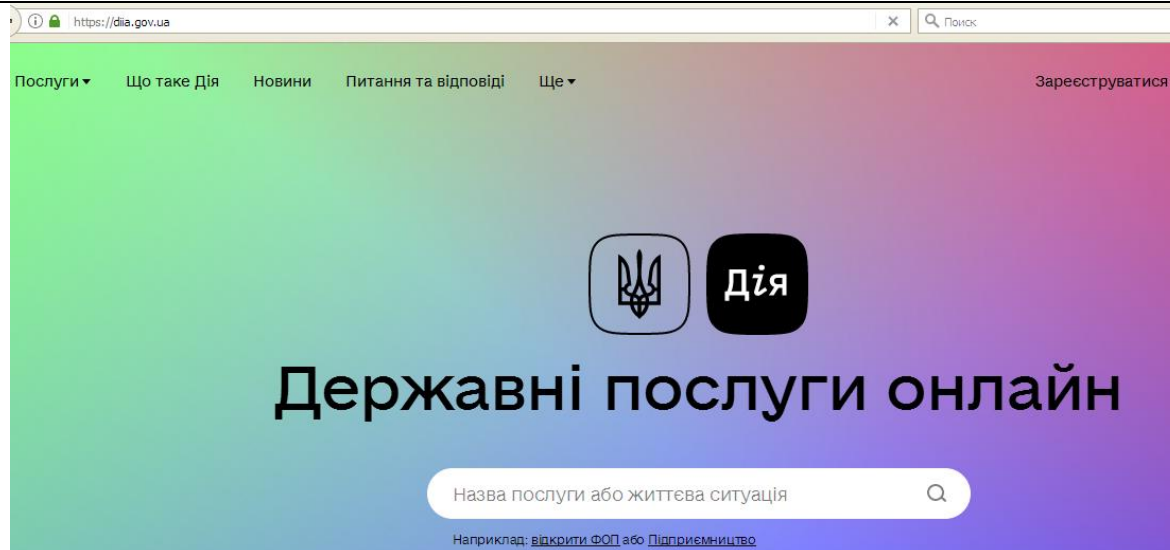 https://diia.gov.ua
Поиск
Послуги Що таке Дія Новини Питання та відповіді Ще Зареєструватися
Дія
Державні послуги онлайн
Назва послуги або життєва ситуація
Наприклад: відкрити ФОП або Підприємництво